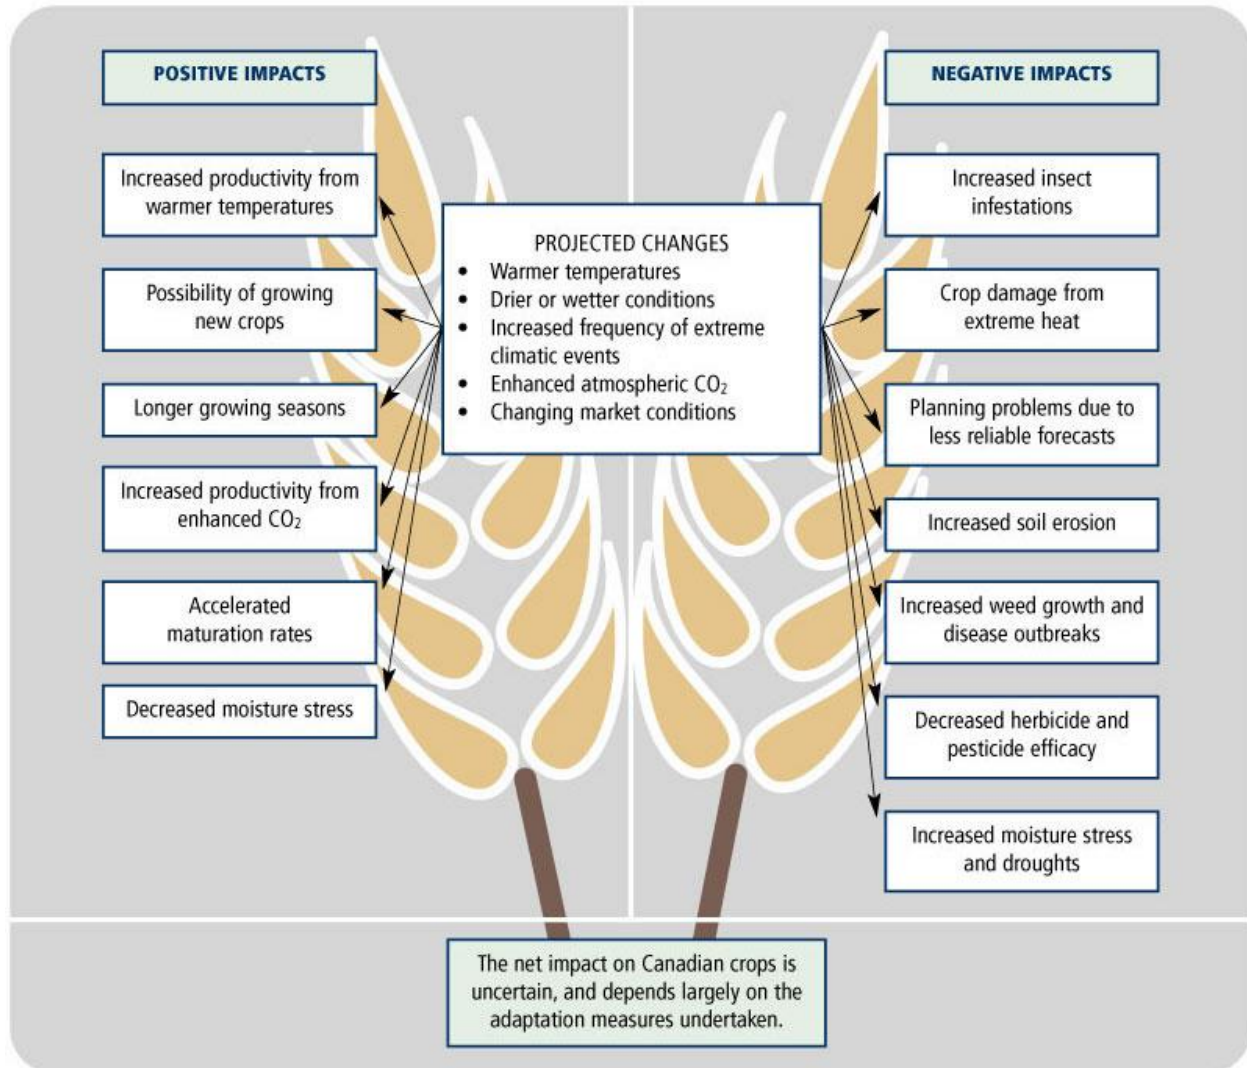 POSITIVE IMPACTS
Increased productivity from
warmer temperatures
Possibility of growing
new crops
Longer growing seasons
Increased productivity from
enhanced CO₂
Accelerated
maturation rates
Decreased moisture stress
PROJECTED CHANGES
• Warmer temperatures
• Drier or wetter conditions
• Increased frequency of extreme
climatic events
• Enhanced atmospheric CO₂
• Changing market conditions
NEGATIVE IMPACTS
Increased insect
infestations
Crop damage from
extreme heat
Planning problems due to
less reliable forecasts
Increased soil erosion
Increased weed growth and
disease outbreaks
Decreased herbicide and
pesticide efficacy
Increased moisture stress
and droughts
The net impact on Canadian crops is
uncertain, and depends largely on the
adaptation measures undertaken.